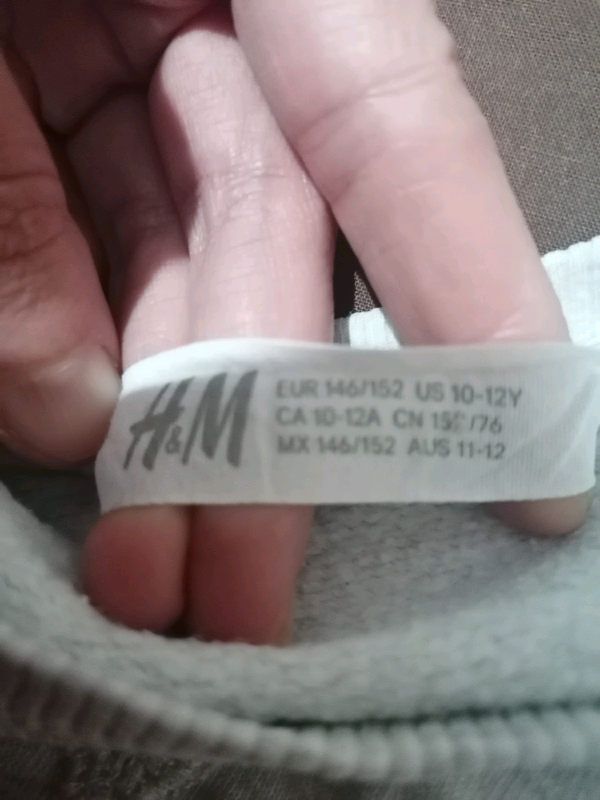 H&M
EUR 146/152 US 10-12Y
CA 10-12A CN
MX 146/152 AUS 11-12